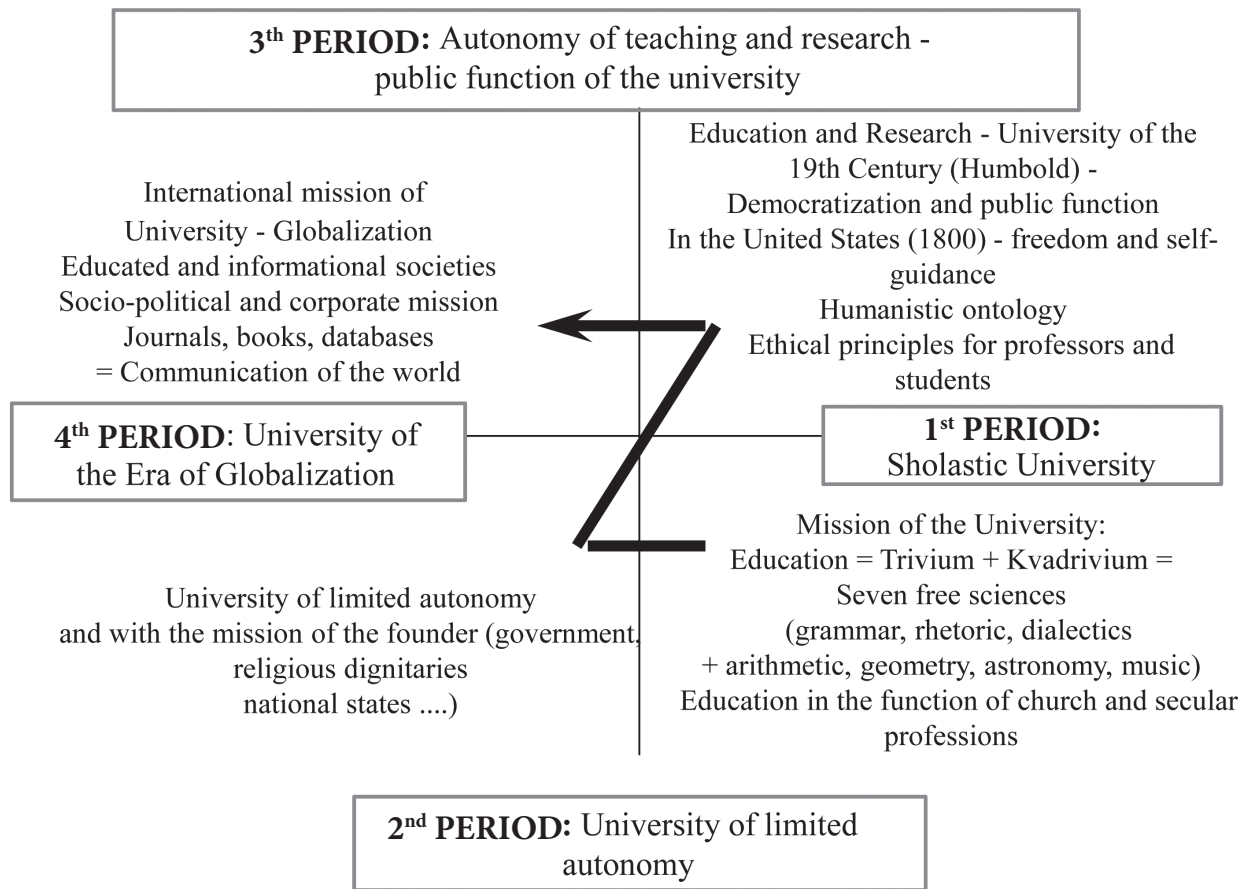 3th PERIOD: Autonomy of teaching and research -
public function of the university
Education and Research - University of the
19th Century (Humbold) -
Democratization and public function
In the United States (1800) - freedom and self-
guidance
Humanistic ontology
Ethical principles for professors and
students
International mission of
University - Globalization
Educated and informational societies
Socio-political and corporate mission
Journals, books, databases
= Communication of the world
4th PERIOD: University of
the Era of Globalization
1st PERIOD:
Sholastic University
Mission of the University:
Education = Trivium + Kvadrivium =
Seven free sciences
(grammar, rhetoric, dialectics
+ arithmetic, geometry, astronomy, music)
Education in the function of church and secular
professions
University of limited autonomy
and with the mission of the founder (government,
religious dignitaries
national states ....)
2nd PERIOD: University of limited
autonomy